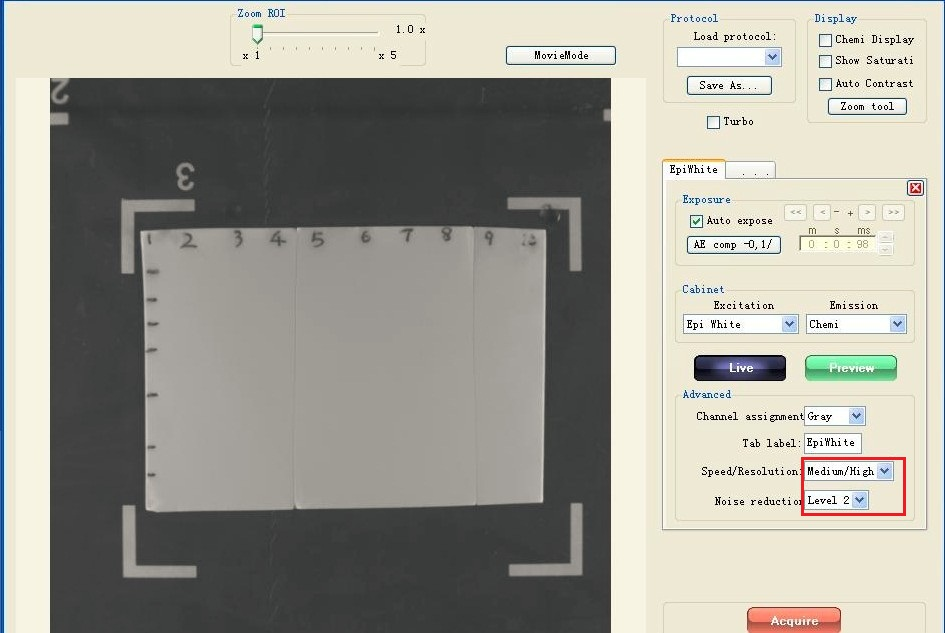 Zoom ROI
1.0 x
x 1
x 5
MovieMode
Protocol
Load protocol:
Save As...
Turbo
Display
Chemi Display
Show Saturati
Auto Contrast
Zoom tool
2
3
1 2 3 4 5 6 7 8 9 10
EpiWhite
. . .
Exposure
Auto expose
<< < - + > >>
AE comp -0,1/
m s ms
0 : 0 : 98
Cabinet
Excitation
Emission
Epi White
Chemi
Live
Preview
Advanced
Channel assignment
Gray
Tab label:
EpiWhite
Speed/Resolution:
Medium/High
Noise reductio
Level 2
Acquire